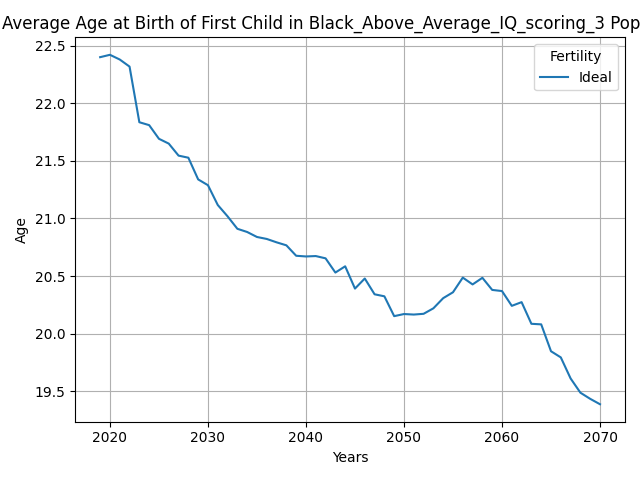 Average Age at Birth of First Child in Black_Above_Average_IQ_scoring_3 Pop
Fertility
Ideal
22.5
22.0
21.5
21.0
20.5
20.0
19.5
Age
2020 2030 2040 2050 2060 2070
Years